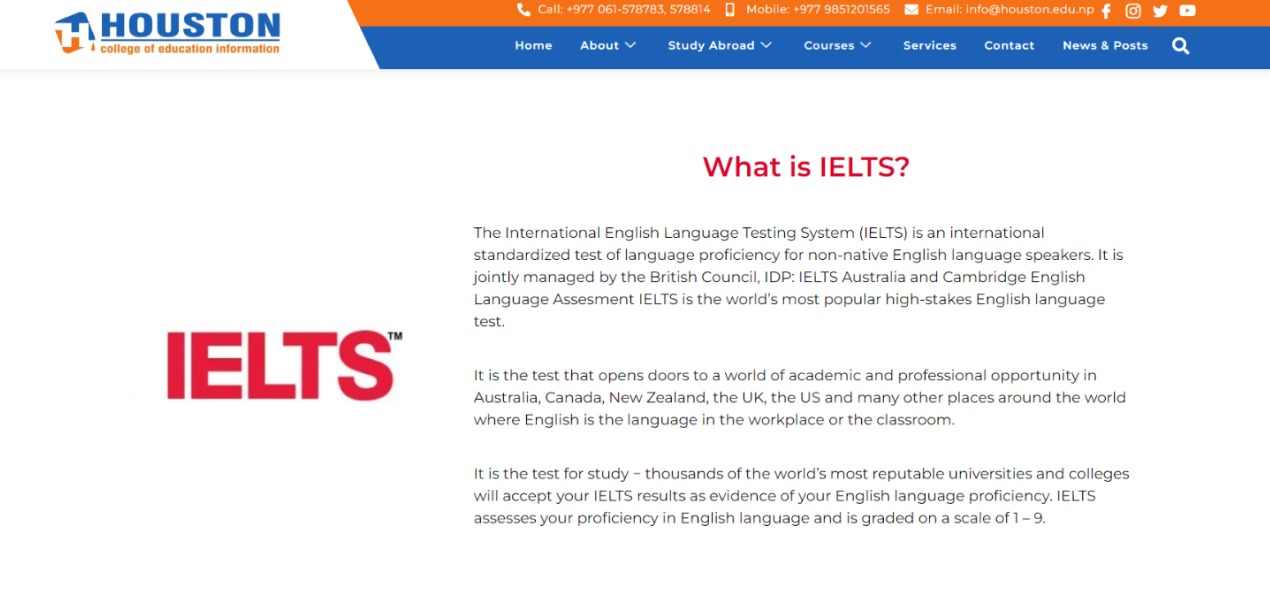 HOUSTON
college of education information
Call: +977 061-578783, 578814
Mobile: +977 9851201565
Email: info@houston.edu.np
Home
About
Study Abroad
Courses
Services
Contact
News & Posts
What is IELTS?
IELTS™
The International English Language Testing System (IELTS) is an international
standardized test of language proficiency for non-native English language speakers. It is
jointly managed by the British Council, IDP: IELTS Australia and Cambridge English
Language Assesment IELTS is the world's most popular high-stakes English language
test.
It is the test that opens doors to a world of academic and professional opportunity in
Australia, Canada, New Zealand, the UK, the US and many other places around the world
where English is the language in the workplace or the classroom.
It is the test for study – thousands of the world's most reputable universities and colleges
will accept your IELTS results as evidence of your English language proficiency. IELTS
assesses your proficiency in English language and is graded on a scale of 1 – 9.